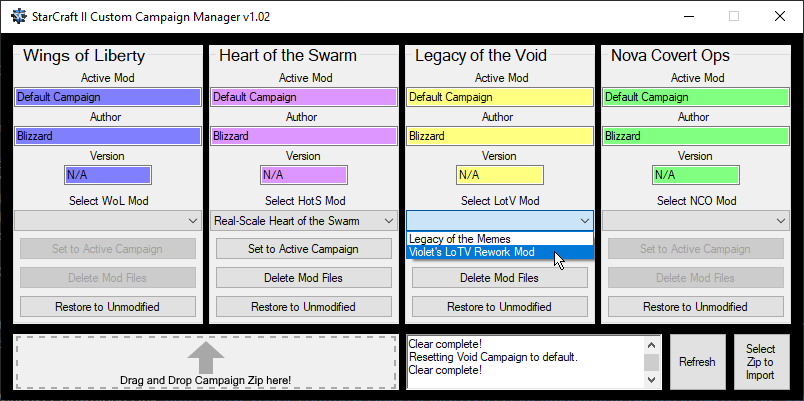 StarCraft II Custom Campaign Manager v1.02
Wings of Liberty
Active Mod
Default Campaign
Author
Blizzard
Version
N/A
Select WoL Mod
Set to Active Campaign
Delete Mod Files
Restore to Unmodified
Heart of the Swarm
Active Mod
Default Campaign
Author
Blizzard
Version
N/A
Select HotS Mod
Real-Scale Heart of the Swarm
Set to Active Campaign
Delete Mod Files
Restore to Unmodified
Legacy of the Void
Active Mod
Default Campaign
Author
Blizzard
Version
N/A
Select LotV Mod
Legacy of the Memes
Violet's LoTV Rework Mod
Delete Mod Files
Restore to Unmodified
Nova Covert Ops
Active Mod
Default Campaign
Author
Blizzard
Version
N/A
Select NCO Mod
Set to Active Campaign
Delete Mod Files
Restore to Unmodified
Drag and Drop Campaign Zip here!
Clear complete!
Resetting Void Campaign to default.
Clear complete!
Refresh
Select
Zip to
Import